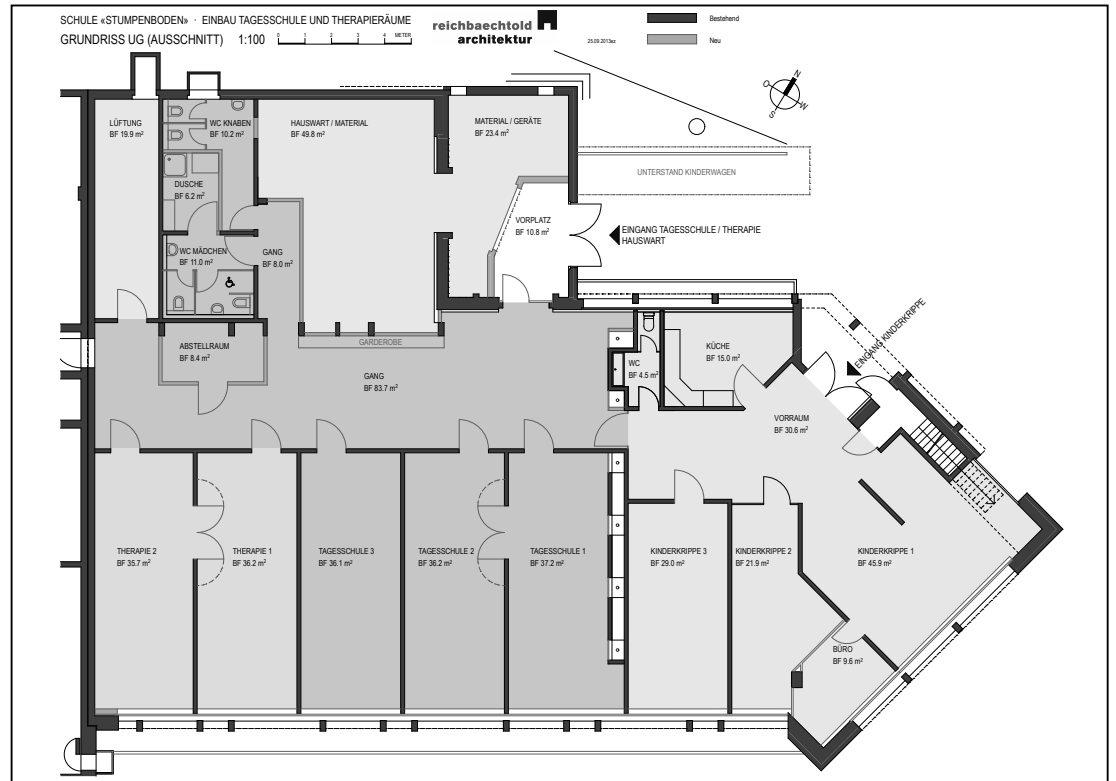 SCHULE «STUMPENBODEN» · EINBAU TAGESSCHULE UND THERAPIERÄUME
GRUNDRISS UG (AUSSCHNITT) 1:100
0 1 2 3 4 METER
reichbaechtold
architektur
25.09.2013az
Bestehend
Neu
N
O
W
S
LÜFTUNG
BF 19.9 m²
WC KNABEN
BF 10.2 m²
HAUSWART / MATERIAL
BF 49.8 m²
MATERIAL / GERÄTE
BF 23.4 m²
UNTERSTAND KINDERWAGEN
DUSCHE
BF 6.2 m²
VORPLATZ
BF 10.8 m²
EINGANG TAGESSCHULE / THERAPIE
HAUSWART
WC MÄDCHEN
BF 11.0 m²
GANG
BF 8.0 m²
EINGANG KINDERKRIPPE
ABSTELLRAUM
BF 8.4 m²
GARDEROBE
GANG
BF 83.7 m²
WC
BF 4.5 m²
KÜCHE
BF 15.0 m²
VORRAUM
BF 30.6 m²
THERAPIE 2
BF 35.7 m²
THERAPIE 1
BF 36.2 m²
TAGESSCHULE 3
BF 36.1 m²
TAGESSCHULE 2
BF 36.2 m²
TAGESSCHULE 1
BF 37.2 m²
KINDERKRIPPE 3
BF 29.0 m²
KINDERKRIPPE 2
BF 21.9 m²
KINDERKRIPPE 1
BF 45.9 m²
BÜRO
BF 9.6 m²